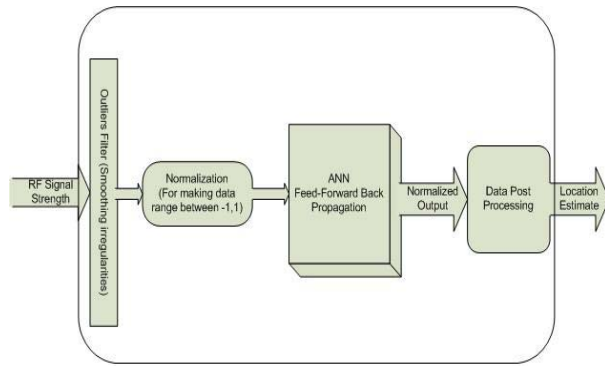 RF Signal
Strength
Outliers Filter (Smoothing irregularities)
Normalization
(For making data
range between -1,1)
ANN
Feed-Forward Back
Propagation
Normalized
Output
Data Post
Processing
Location
Estimate